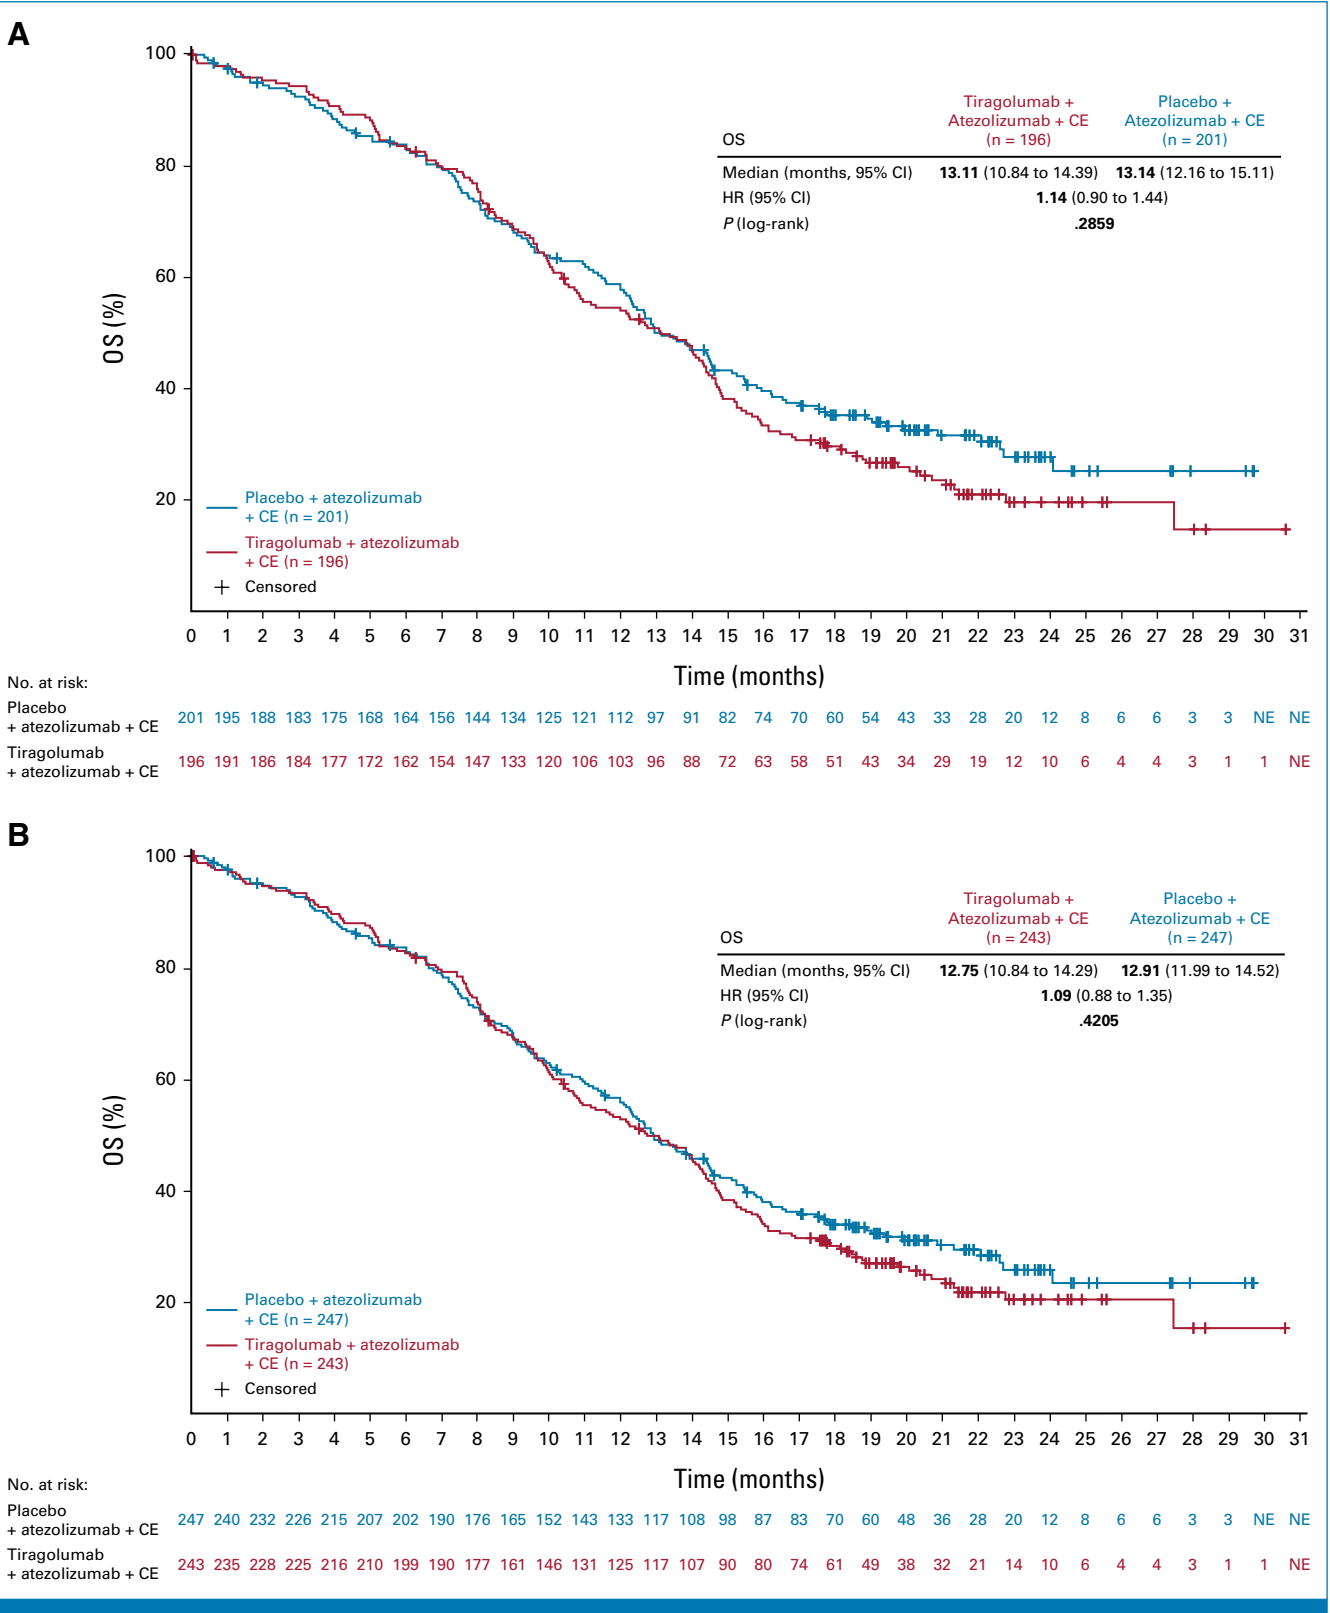 A
100
80
60
40
20
OS (%)
Tiragolumab +
Atezolizumab + CE
(n = 196)
Placebo +
Atezolizumab + CE
(n = 201)
OS
Median (months, 95% CI) 13.11 (10.84 to 14.39) 13.14 (12.16 to 15.11)
HR (95% CI) 1.14 (0.90 to 1.44)
P (log-rank) .2859
Placebo + atezolizumab
+ CE (n = 201)
Tiragolumab + atezolizumab
+ CE (n = 196)
Censored
0 1 2 3 4 5 6 7 8 9 10 11 12 13 14 15 16 17 18 19 20 21 22 23 24 25 26 27 28 29 30 31
Time (months)
No. at risk:
Placebo
+ atezolizumab + CE 201 195 188 183 175 168 164 156 144 134 125 121 112 97 91 82 74 70 60 54 43 33 28 20 12 8 6 6 3 3 NE NE
Tiragolumab
+ atezolizumab + CE 196 191 186 184 177 172 162 154 147 133 120 106 103 96 88 72 63 58 51 43 34 29 19 12 10 6 4 4 3 1 1 NE
B
100
80
60
40
20
OS (%)
Tiragolumab +
Atezolizumab + CE
(n = 243)
Placebo +
Atezolizumab + CE
(n = 247)
OS
Median (months, 95% CI) 12.75 (10.84 to 14.29) 12.91 (11.99 to 14.52)
HR (95% CI) 1.09 (0.88 to 1.35)
P (log-rank) .4205
Placebo + atezolizumab
+ CE (n = 247)
Tiragolumab + atezolizumab
+ CE (n = 243)
Censored
0 1 2 3 4 5 6 7 8 9 10 11 12 13 14 15 16 17 18 19 20 21 22 23 24 25 26 27 28 29 30 31
Time (months)
No. at risk:
Placebo
+ atezolizumab + CE 247 240 232 226 215 207 202 190 176 165 152 143 133 117 108 98 87 83 70 60 48 36 28 20 12 8 6 6 3 3 NE NE
Tiragolumab
+ atezolizumab + CE 243 235 228 225 216 210 199 190 177 161 146 131 125 117 107 90 80 74 61 49 38 32 21 14 10 6 4 4 3 1 1 NE